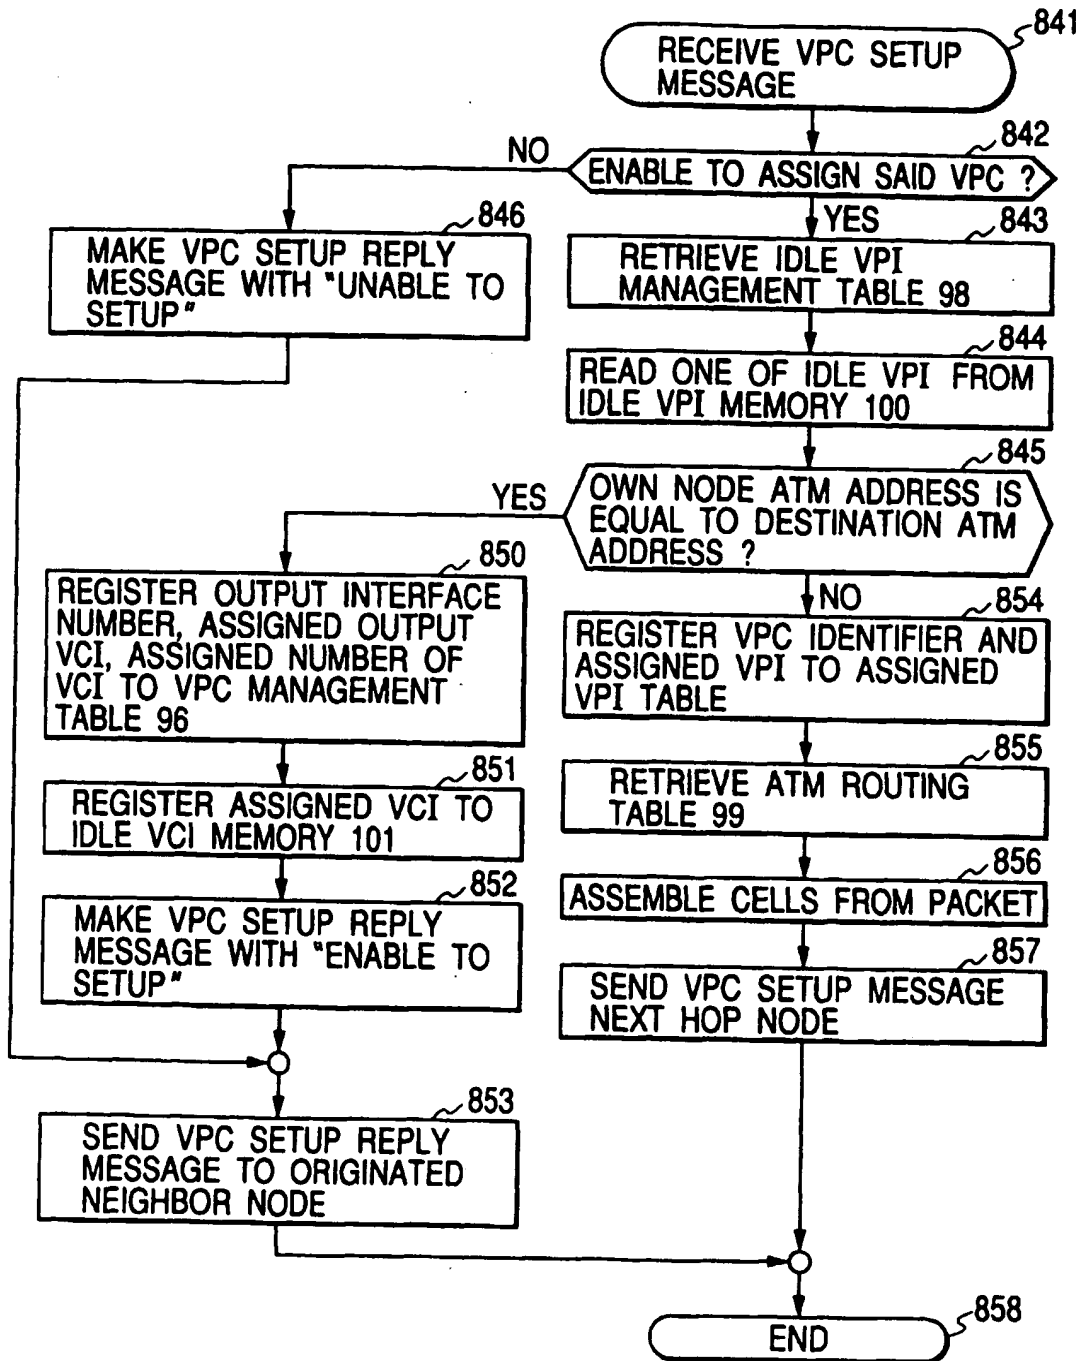 841
RECEIVE VPC SETUP
MESSAGE
842
NO
ENABLE TO ASSIGN SAID VPC ?
YES
846
MAKE VPC SETUP REPLY
MESSAGE WITH "UNABLE TO
SETUP"
843
RETRIEVE IDLE VPI
MANAGEMENT TABLE 98
844
READ ONE OF IDLE VPI FROM
IDLE VPI MEMORY 100
845
YES
OWN NODE ATM ADDRESS IS
EQUAL TO DESTINATION ATM
ADDRESS ?
NO
850
REGISTER OUTPUT INTERFACE
NUMBER, ASSIGNED OUTPUT
VCI, ASSIGNED NUMBER OF
VCI TO VPC MANAGEMENT
TABLE 96
854
REGISTER VPC IDENTIFIER AND
ASSIGNED VPI TO ASSIGNED
VPI TABLE
851
REGISTER ASSIGNED VCI TO
IDLE VCI MEMORY 101
855
RETRIEVE ATM ROUTING
TABLE 99
852
MAKE VPC SETUP REPLY
MESSAGE WITH "ENABLE TO
SETUP"
856
ASSEMBLE CELLS FROM PACKET
857
SEND VPC SETUP MESSAGE
NEXT HOP NODE
853
SEND VPC SETUP REPLY
MESSAGE TO ORIGINATED
NEIGHBOR NODE
858
END